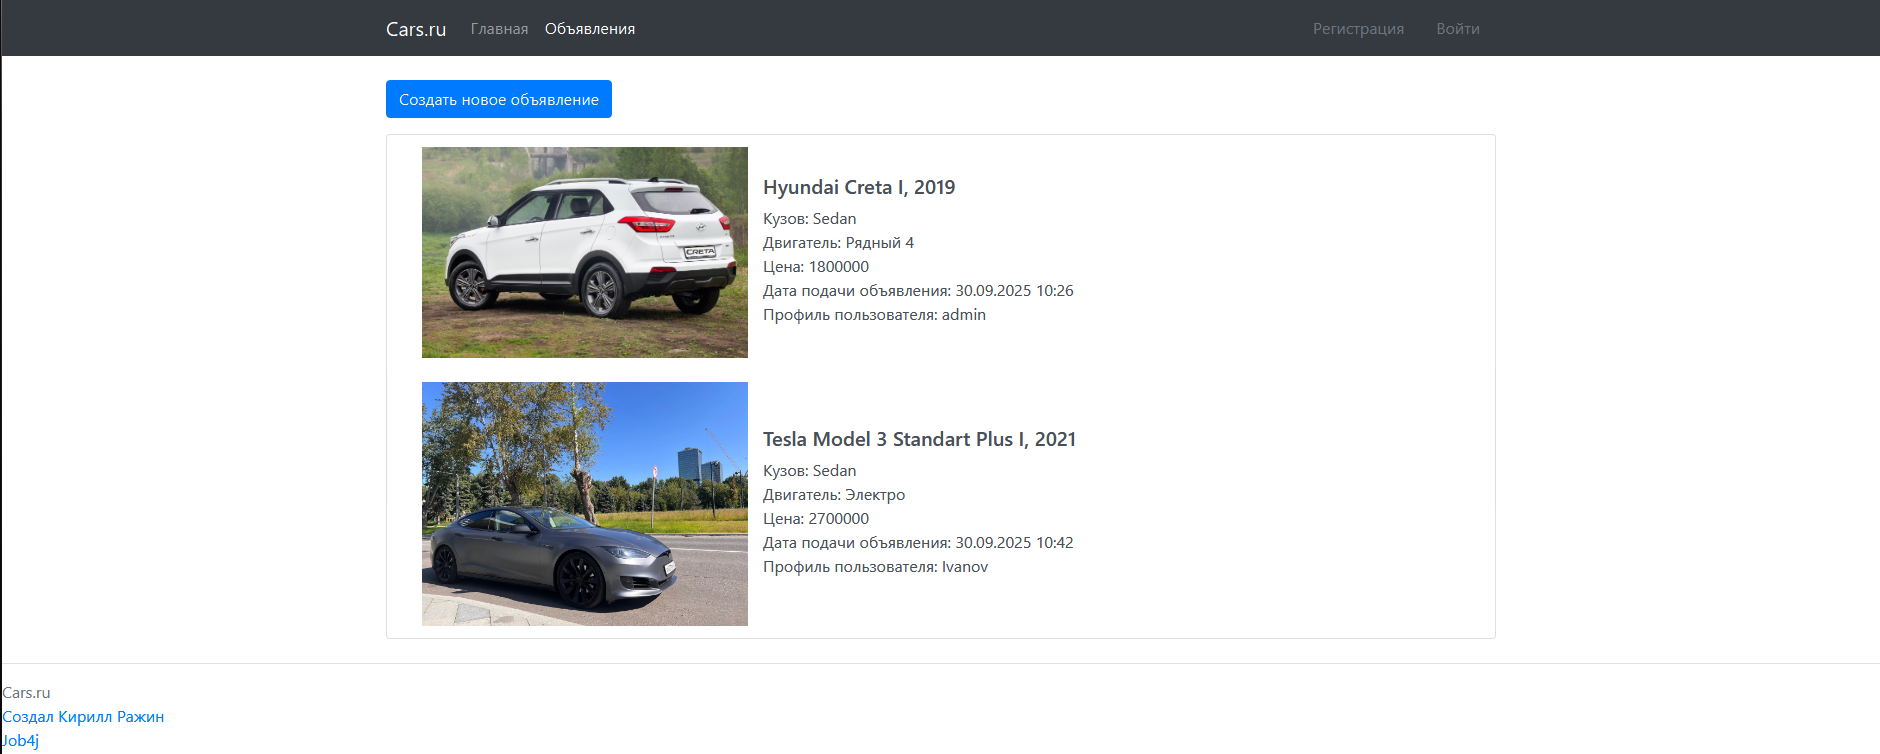 Cars.ru Главная Объявления Регистрация Войти
Создать новое объявление
CRETA
Hyundai Creta I, 2019
Кузов: Sedan
Двигатель: Рядный 4
Цена: 1800000
Дата подачи объявления: 30.09.2025 10:26
Профиль пользователя: admin
Tesla Model 3 Standart Plus I, 2021
Кузов: Sedan
Двигатель: Электро
Цена: 2700000
Дата подачи объявления: 30.09.2025 10:42
Профиль пользователя: Ivanov
Cars.ru
Создал Кирилл Ражин
Job4j